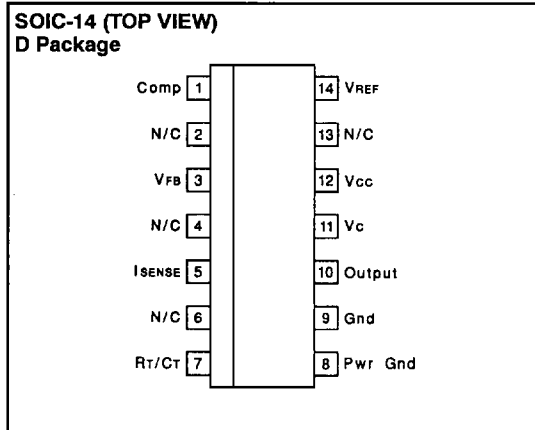 SOIC-14 (TOP VIEW)
D Package
Comp 1
N/C 2
VFB 3
N/C 4
ISENSE 5
N/C 6
RT/CT 7
14 VREF
13 N/C
12 VCC
11 VC
10 Output
9 Gnd
8 Pwr Gnd